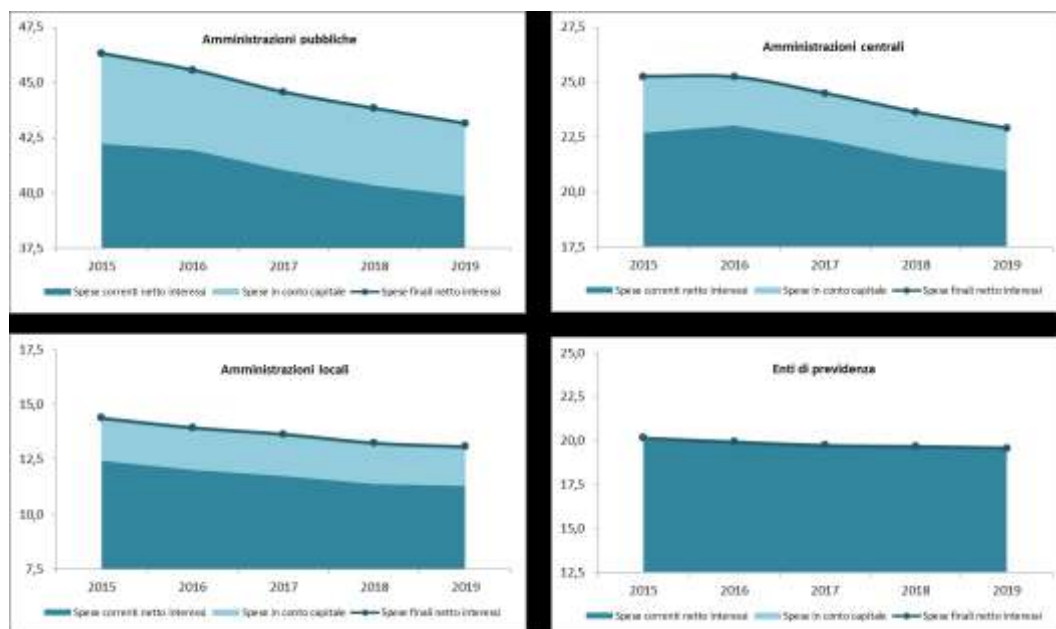 Amministrazioni pubbliche
47,5
45,0
42,5
40,0
37,5
2015 2016 2017 2018 2019
Spese correnti netto interessi Spese in conto capitale Spese finali netto interessi
Amministrazioni centrali
27,5
25,0
22,5
20,0
17,5
2015 2016 2017 2018 2019
Spese correnti netto interessi Spese in conto capitale Spese finali netto interessi
Amministrazioni locali
17,5
15,0
12,5
10,0
7,5
2015 2016 2017 2018 2019
Spese correnti netto interessi Spese in conto capitale Spese finali netto interessi
Enti di previdenza
25,0
22,5
20,0
17,5
15,0
12,5
2015 2016 2017 2018 2019
Spese correnti netto interessi Spese in conto capitale Spese finali netto interessi